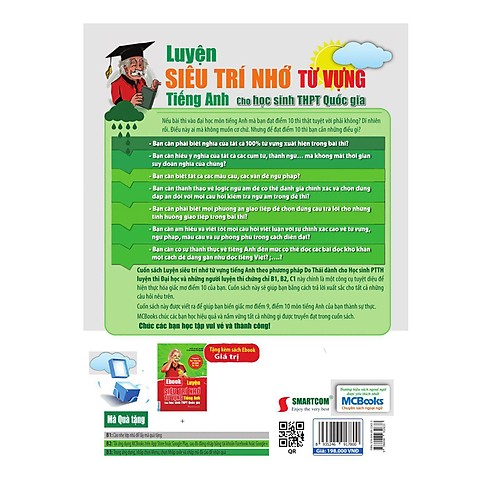 Luyện
SIÊU TRÍ NHỚ TỪ VỰNG
Tiếng Anh Cho học sinh THPT Quốc gia
Nếu bài thi vào đại học môn tiếng Anh mà bạn đạt điểm 10 thì thật tuyệt vời phải không? Dĩ nhiên
rồi. Điều này ai mà không muốn cơ chứ. Nhưng để đạt điểm 10 thì bạn cần những điều gì?
- Bạn cần phải biết nghĩa của tất cả 100% từ vựng xuất hiện trong bài thi?
- Bạn cần hiểu ý nghĩa của tất cả các cụm từ, thành ngữ... mà không mất thời gian
suy đoán nghĩa của chúng?
- Bạn cần biết tất cả các mẫu câu, các vấn đề ngữ pháp?
- Bạn cần thành thạo về logic ngữ âm để có thể đánh giá chính xác và chọn đúng
đáp án đối với mỗi câu hỏi kiểm tra ngữ âm trong đề thi?
- Bạn cần phải biết mọi phương án giao tiếp để chọn đúng câu trả lời cho những
tình huống giao tiếp trong bài thi?
- Bạn cần am hiểu và viết tốt mọi câu hỏi viết luận với sự chính xác cao về từ vựng,
ngữ pháp, mẫu câu và sự phong phú trong cách diễn đạt?
- Bạn cần có sự thành thục về tiếng Anh đến mức có thể đọc các bài đọc khó khăn
một cách dễ dàng gần như đọc tiếng Việt? ;....?
Cuốn sách Luyện siêu trí nhớ từ vựng tiếng Anh theo phương pháp Do Thái dành cho Học sinh PTTH
luyện thi Đại học và những người luyện thi chứng chỉ B1, B2, C1 này chính là một công cụ tuyệt diệu để
hiện thực hóa giấc mơ điểm 10 của bạn. Cuốn sách này sẽ giúp bạn bằng cách trả lời xuất sắc cho tất cả những
câu hỏi nêu trên.
Cuốn sách này được viết ra để giúp bạn biến giấc mơ điểm 9, điểm 10 môn tiếng Anh của bạn thành sự thực.
MCBooks chúc các bạn học hiệu quả và nắm vững tất cả những gì được truyền đạt trong cuốn sách.
Chúc các bạn học tập vui vẻ và thành công!
Tặng kèm sách Ebook
Giá trị
Ebook
Luyện
SIÊU TRÍ NHỚ
TỪ VỰNG Tiếng Anh
Cho Học Sinh THPT Quốc Gia
Mã Quà tặng
SMARTCOM
Enjoy the very best
QR
MCBooks
Chuyên sách ngoại ngữ
8 935246 917800
Giá: 198.000 VNĐ